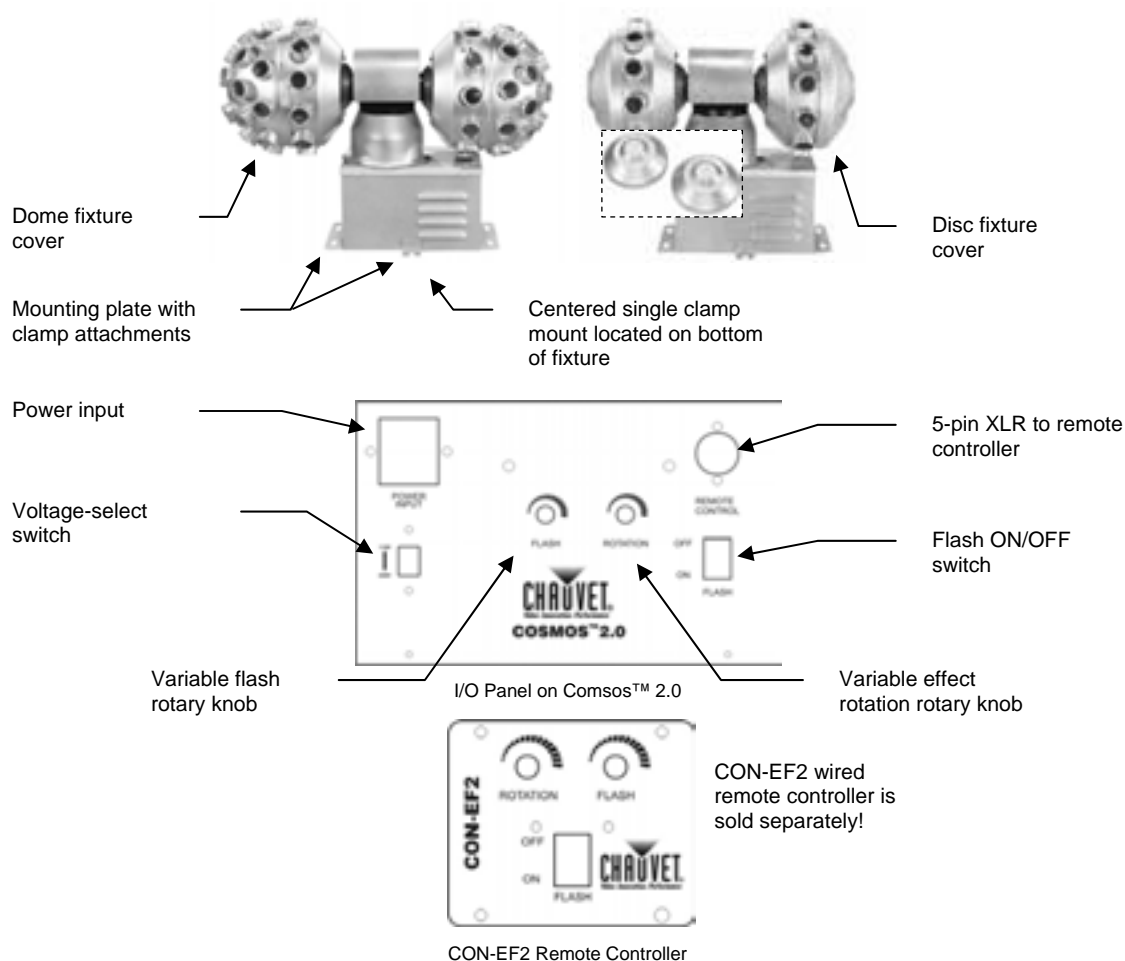 Dome fixture
cover
Disc fixture
cover
Mounting plate with
clamp attachments
Centered single clamp
mount located on bottom
of fixture
Power input
5-pin XLR to remote
controller
Voltage-select
switch
Flash ON/OFF
switch
POWER
INPUT
FLASH
ROTATION
REMOTE
CONTROL
OFF
ON
FLASH
CHAUVET®
COSMOS™2.0
Variable flash
rotary knob
I/O Panel on Comsos™ 2.0
Variable effect
rotation rotary knob
ROTATION
FLASH
CON-EF2
OFF
ON
FLASH
CHAUVET
CON-EF2 wired
remote controller is
sold separately!
CON-EF2 Remote Controller